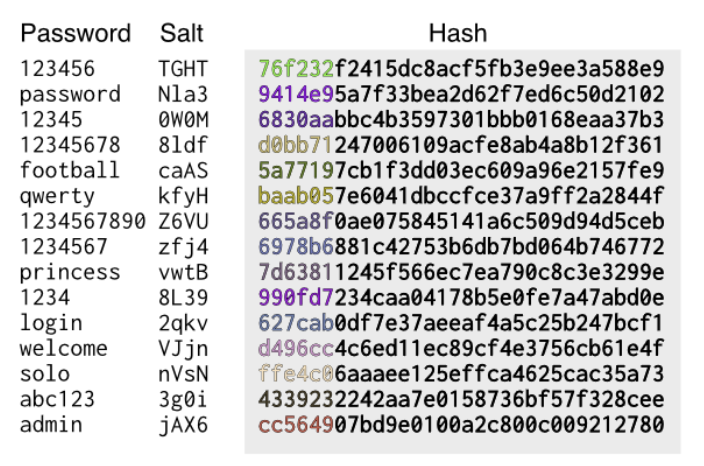 Password Salt Hash
123456 TGHT 76f232f2415dc8acf5fb3e9ee3a588e9
password Nla3 9414e95a7f33bea2d62f7ed6c50d2102
12345 0W0M 6830aabbc4b3597301bbb0168eaa37b3
12345678 8ldf d0bb71247006109acfe8ab4a8b12f361
football caAS 5a77197cb1f3dd03ec609a96e2157fe9
qwerty kfyH baab057e6041dbccfce37a9ff2a2844f
1234567890 Z6VU 665a8f0ae075845141a6c509d94d5ceb
1234567 zfj4 6978b6881c42753b6db7bd064b746772
princess vwtB 7d63811245f566ec7ea790c8c3e3299e
1234 8L39 990fd7234caa04178b5e0fe7a47abd0e
login 2qkv 627cab0df7e37aeeaf4a5c25b247bcf1
welcome VJjn d496cc4c6ed11ec89cf4e3756cb61e4f
solo nVsN ffe4c06aaaee125effca4625cac35a73
abc123 3g0i 4339232242aa7e0158736bf57f328cee
admin jAX6 cc564907bd9e0100a2c800c009212780